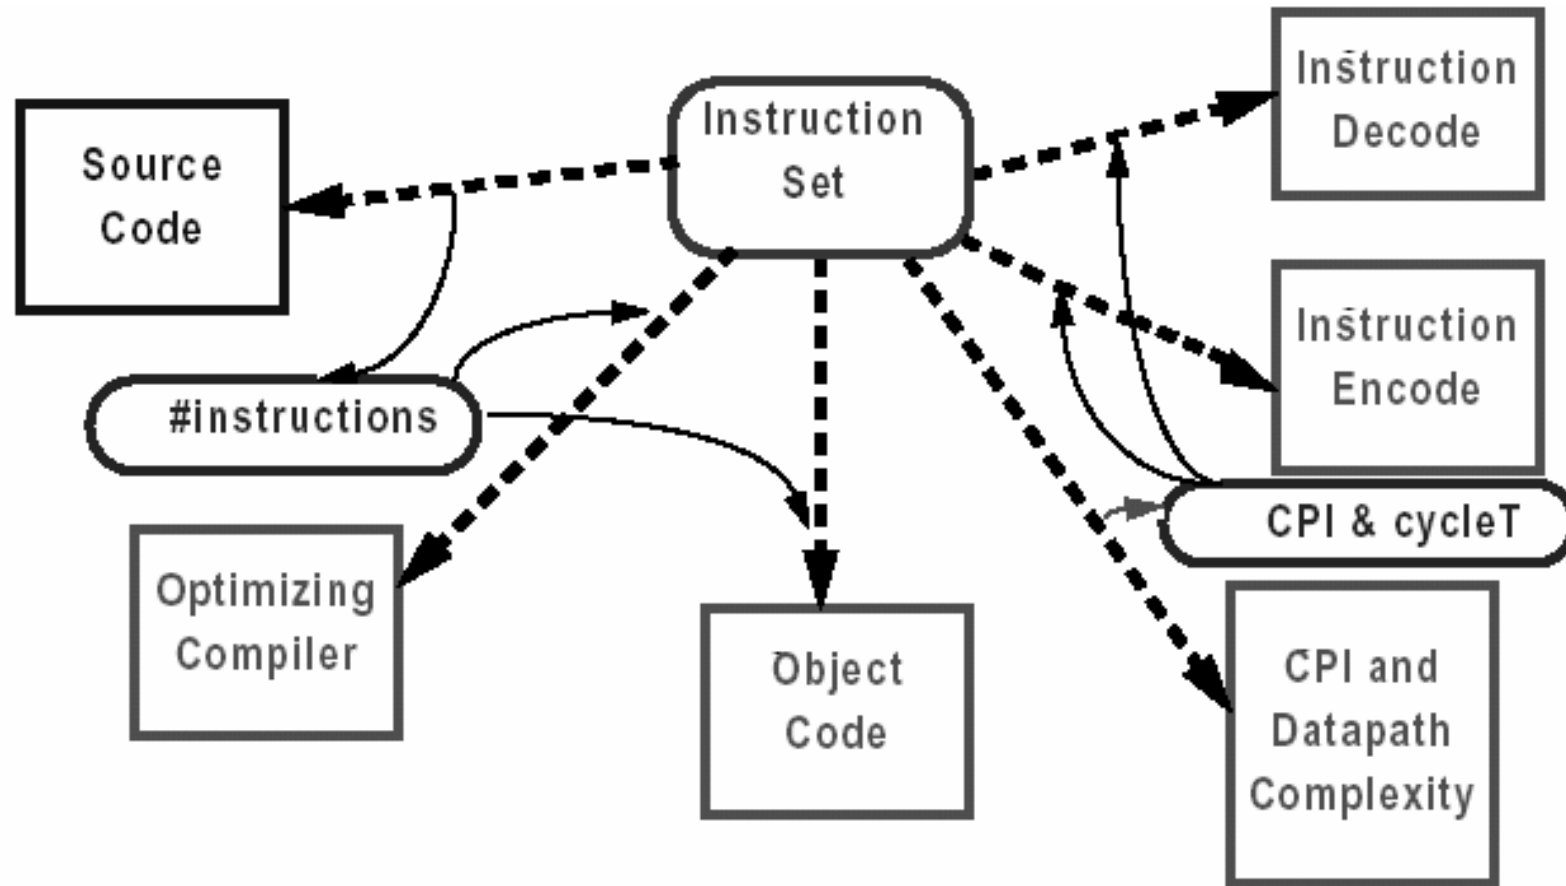 Source
Code
Instruction
Set
Instruction
Decode
Instruction
Encode
#instructions
CPI & cycleT
Optimizing
Compiler
Object
Code
CPI and
Datapath
Complexity